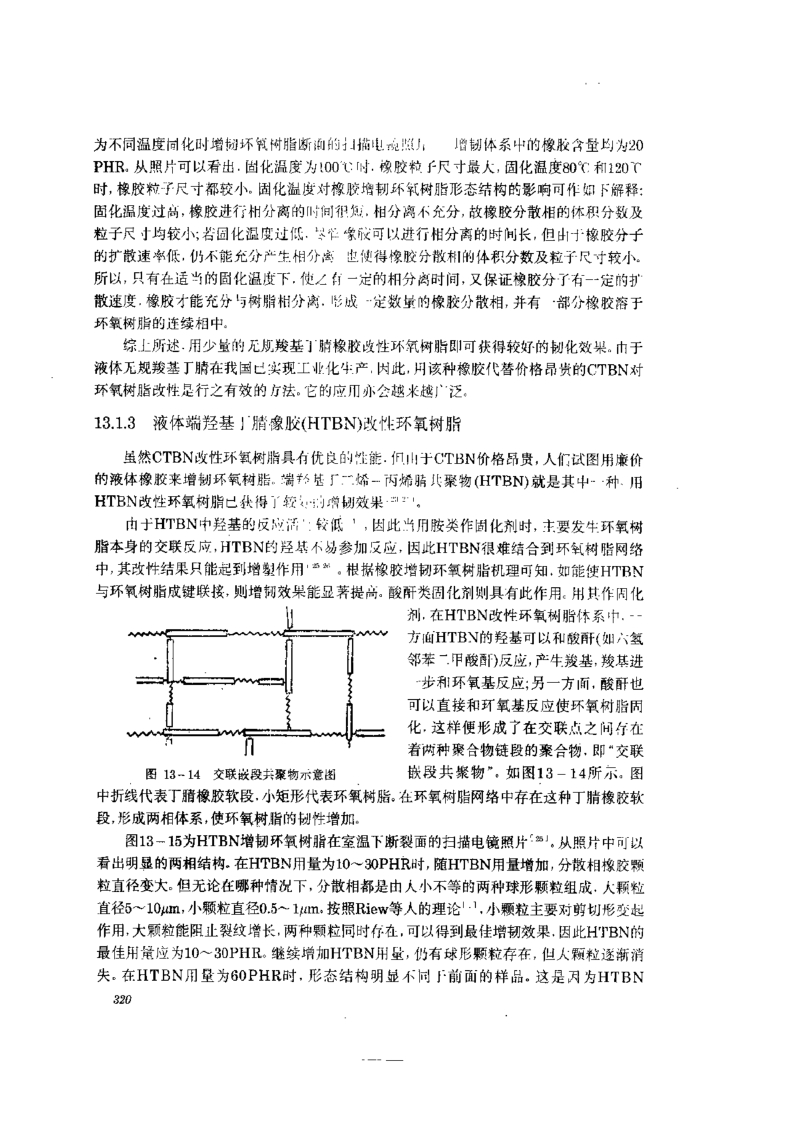 为不同温度固化时增韧环氧树脂断面的扫描电镜照片 增韧体系中的橡胶含量均为20
PHR。从照片可以看出,固化温度为100℃时,橡胶粒子尺寸最大,固化温度80℃和120℃
时,橡胶粒子尺寸都较小。固化温度对橡胶增韧环氧树脂形态结构的影响可作如下解释:
固化温度过高,橡胶进行相分离的时间很短,相分离不充分,故橡胶分散相的体积分数及
粒子尺寸均较小;若固化温度过低,尽管橡胶可以进行相分离的时间长,但由于橡胶分子
的扩散速率低,仍不能充分产生相分离 也使得橡胶分散相的体积分数及粒子尺寸较小。
所以,只有在适当的固化温度下,使之有一定的相分离时间,又保证橡胶分子有一定的扩
散速度,橡胶才能充分与树脂相分离,形成一定数量的橡胶分散相,并有一部分橡胶溶于
环氧树脂的连续相中。
综上所述,用少量的无规羧基丁腈橡胶改性环氧树脂即可获得较好的韧化效果。由于
液体无规羧基丁腈在我国已实现工业化生产,因此,用该种橡胶代替价格昂贵的CTBN对
环氧树脂改性是行之有效的方法。它的应用亦会越来越广泛。
13.1.3 液体端羟基丁腈橡胶(HTBN)改性环氧树脂
虽然CTBN改性环氧树脂具有优良的性能,但由于CTBN价格昂贵,人们试图用廉价
的液体橡胶来增韧环氧树脂。端羟基丁二烯-丙烯腈共聚物(HTBN)就是其中一种,用
HTBN改性环氧树脂已获得了较好的增韧效果。
由于HTBN中羟基的反应活性较低,因此当用胺类作固化剂时,主要发生环氧树
脂本身的交联反应,HTBN的羟基不易参加反应,因此HTBN很难结合到环氧树脂网络
中,其改性结果只能起到增塑作用。根据橡胶增韧环氧树脂机理可知,如能使HTBN
与环氧树脂成键联接,则增韧效果能显著提高。酸酐类固化剂则具有此作用。用其作固化
剂,在HTBN改性环氧树脂体系中,一
方面HTBN的羟基可以和酸酐(如六氢
邻苯二甲酸酐)反应,产生羧基,羧基进
一步和环氧基反应;另一方面,酸酐也
可以直接和环氧基反应使环氧树脂固
化,这样便形成了在交联点之间存在
着两种聚合物链段的聚合物,即“交联
嵌段共聚物”。如图13-14所示。图
图 13-14 交联嵌段共聚物示意图
中折线代表丁腈橡胶软段,小矩形代表环氧树脂。在环氧树脂网络中存在这种丁腈橡胶软
段,形成两相体系,使环氧树脂的韧性增加。
图13-15为HTBN增韧环氧树脂在室温下断裂面的扫描电镜照片[25]。从照片中可以
看出明显的两相结构。在HTBN用量为10~30PHR时,随HTBN用量增加,分散相橡胶颗
粒直径变大。但无论在哪种情况下,分散相都是由大小不等的两种球形颗粒组成,大颗粒
直径5~10μm,小颗粒直径0.5~1μm。按照Riew等人的理论,小颗粒主要对剪切形变起
作用,大颗粒能阻止裂纹增长,两种颗粒同时存在,可以得到最佳增韧效果,因此HTBN的
最佳用量应为10~30PHR。继续增加HTBN用量,仍有球形颗粒存在,但大颗粒逐渐消
失。在HTBN用量为60PHR时,形态结构明显不同于前面的样品。这是因为HTBN
320